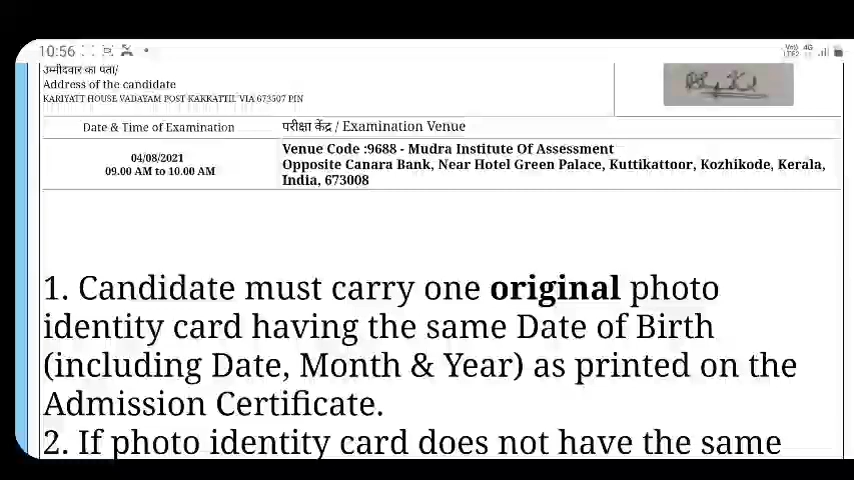 10:56
4G
LTE2
उम्मीदवार का पता/
Address of the candidate
KARIYATT HOUSE VADAYAM POST KAKKATTIL VIA 673507 PIN
Date & Time of Examination
परीक्षा केंद्र / Examination Venue
04/08/2021
09.00 AM to 10.00 AM
Venue Code :9688 - Mudra Institute Of Assessment
Opposite Canara Bank, Near Hotel Green Palace, Kuttikattoor, Kozhikode, Kerala,
India, 673008
1. Candidate must carry one original photo
identity card having the same Date of Birth
(including Date, Month & Year) as printed on the
Admission Certificate.
2. If photo identity card does not have the same